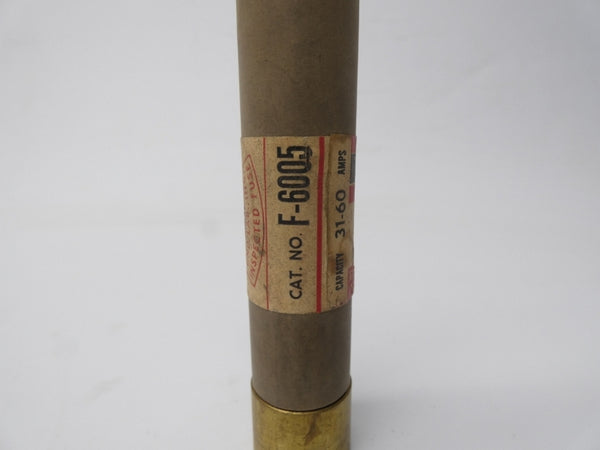 INSPECTED FUSE
CAT. NO. F-6005
CAPACITY 31-60 AMPS